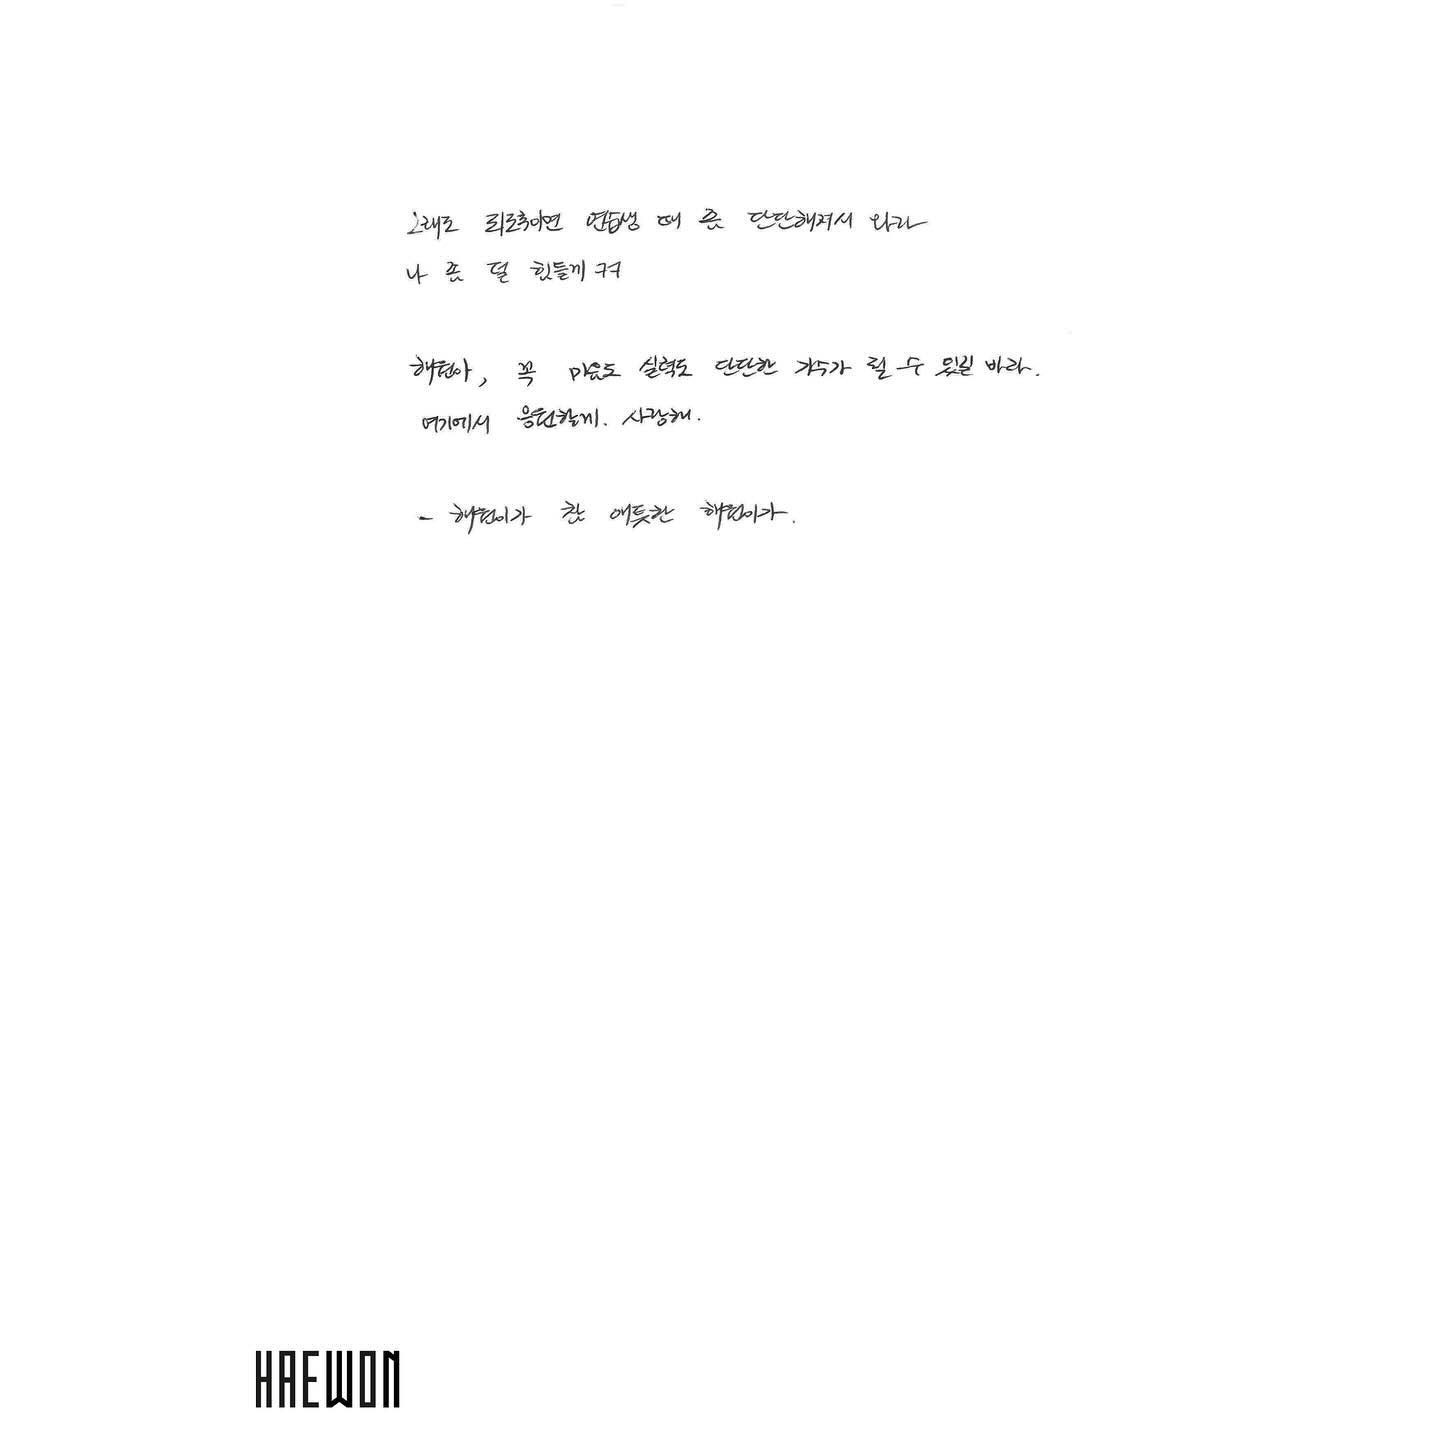 그래도 되도록이면 연습생 때 좀 단단해져서 와라
나 좀 덜 힘들게 ㅋㅋ
해원아, 꼭 마음도 실력도 단단한 가수가 될 수 있길 바라.
여기에서 응원할게. 사랑해.
- 해원이가 참 애틋한 해원이가.
HAEWON